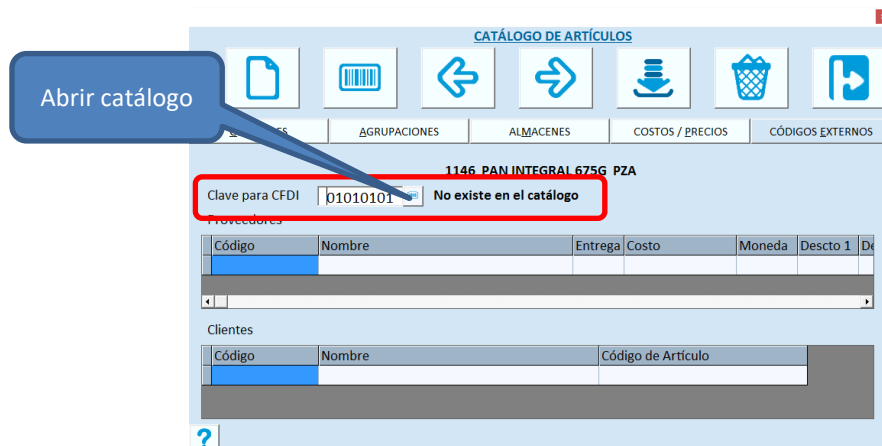 CATÁLOGO DE ARTÍCULOS
Abrir catálogo
AGRUPACIONES
ALMACENES
COSTOS / PRECIOS
CÓDIGOS EXTERNOS
1146 PAN INTEGRAL 675G PZA
Clave para CFDI 01010101 No existe en el catálogo
Proveedores
Código Nombre Entrega Costo Moneda Descto 1 De
Clientes
Código Nombre Código de Artículo
?